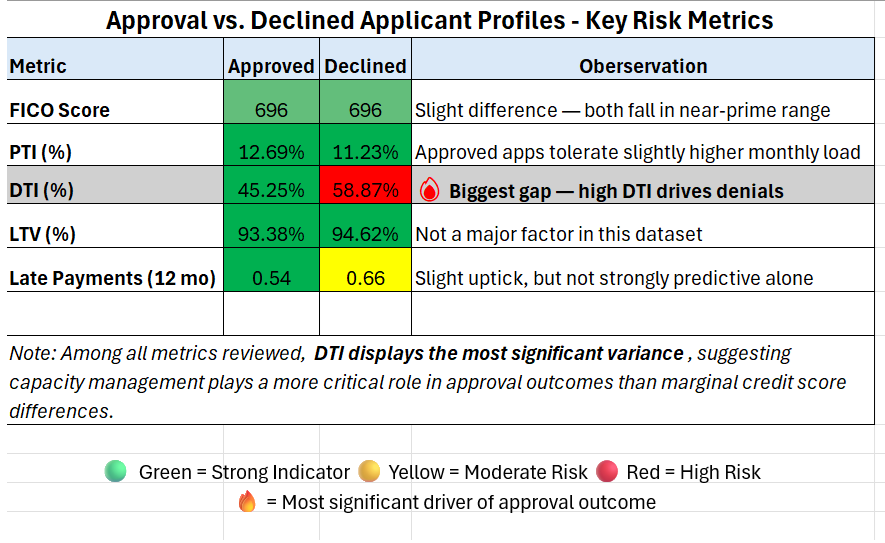 Approval vs. Declined Applicant Profiles - Key Risk Metrics
Metric Approved Declined Oberservation
FICO Score 696 696 Slight difference — both fall in near-prime range
PTI (%) 12.69% 11.23% Approved apps tolerate slightly higher monthly load
DTI (%) 45.25% 58.87% Biggest gap — high DTI drives denials
LTV (%) 93.38% 94.62% Not a major factor in this dataset
Late Payments (12 mo) 0.54 0.66 Slight uptick, but not strongly predictive alone
Note: Among all metrics reviewed, DTI displays the most significant variance , suggesting
capacity management plays a more critical role in approval outcomes than marginal credit score
differences.
Green = Strong Indicator Yellow = Moderate Risk Red = High Risk
= Most significant driver of approval outcome